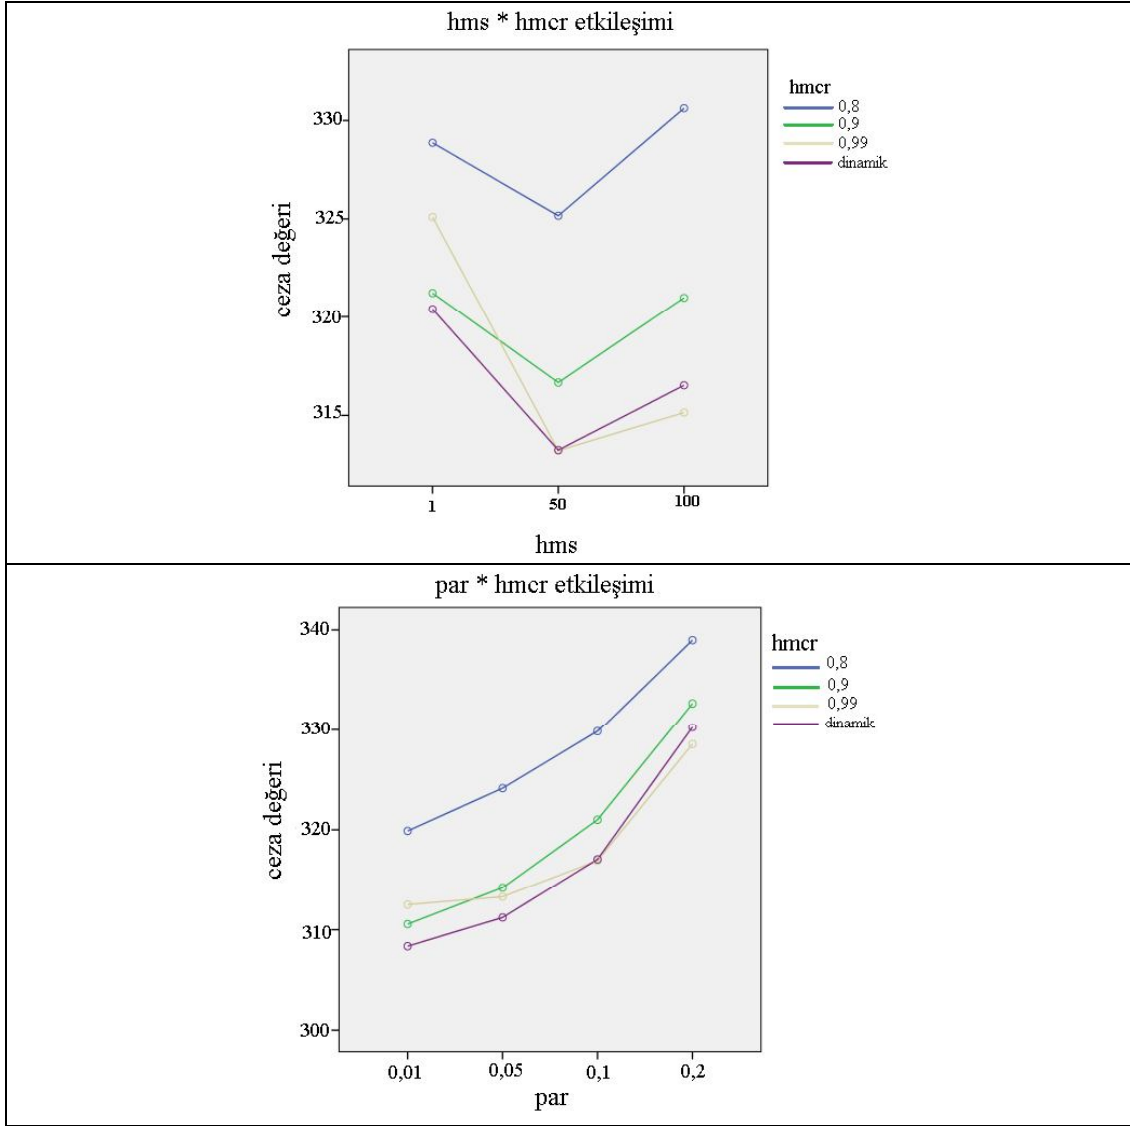 hms * hmcr etkileşimi
hmcr
0,8
0,9
0,99
dinamik
330
325
320
315
ceza değeri
1 50 100
hms
par * hmcr etkileşimi
hmcr
0,8
0,9
0,99
dinamik
340
330
320
310
300
ceza değeri
0,01 0,05 0,1 0,2
par